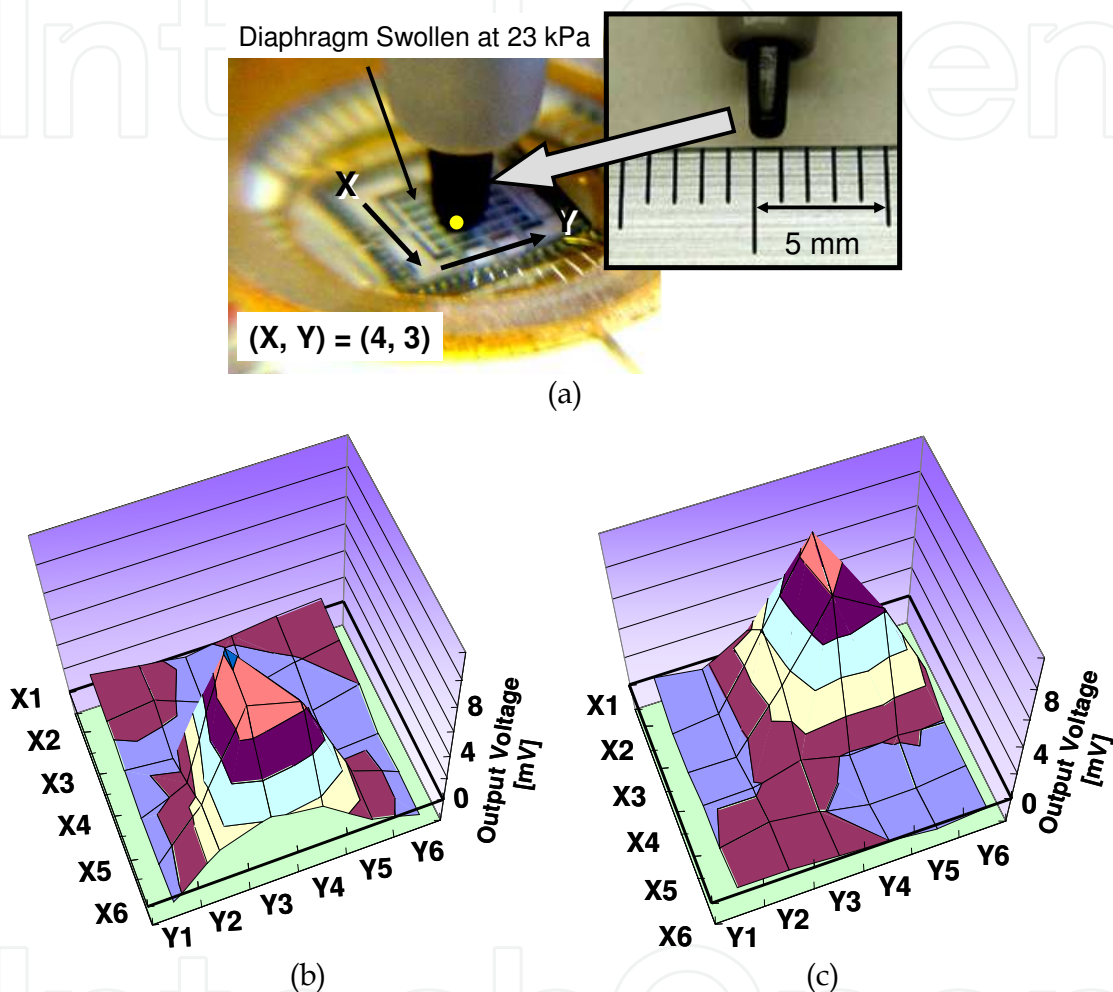 Diaphragm Swollen at 23 kPa
X
Y
5 mm
(X, Y) = (4, 3)
(a)
X1
X2
X3
X4
X5
X6
Y1
Y2
Y3
Y4
Y5
Y6
0
4
8
Output Voltage
[mV]
(b)
X1
X2
X3
X4
X5
X6
Y1
Y2
Y3
Y4
Y5
Y6
0
4
8
Output Voltage
[mV]
(c)